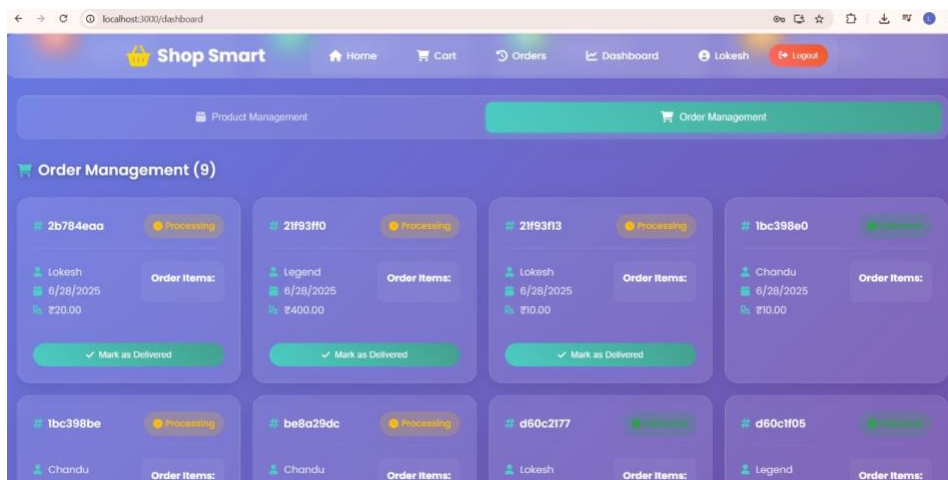 localhost:3000/dashboard
L
Shop Smart
Home
Cart
Orders
Dashboard
Lokesh
Logout
Product Management
Order Management
Order Management (9)
# 2b784eaa Processing
Lokesh
6/28/2025
Rs ₹20.00
Order Items:
Mark as Delivered
# 21f93ff0 Processing
Legend
6/28/2025
Rs ₹400.00
Order Items:
Mark as Delivered
# 21f93f13 Processing
Lokesh
6/28/2025
Rs ₹10.00
Order Items:
Mark as Delivered
# 1bc398e0
Chandu
6/28/2025
Rs ₹10.00
Order Items:
# 1bc398be Processing
Chandu
Order Items:
# be8a29dc Processing
Chandu
Order Items:
# d60c2177
Lokesh
Order Items:
# d60c1f05
Legend
Order Items: